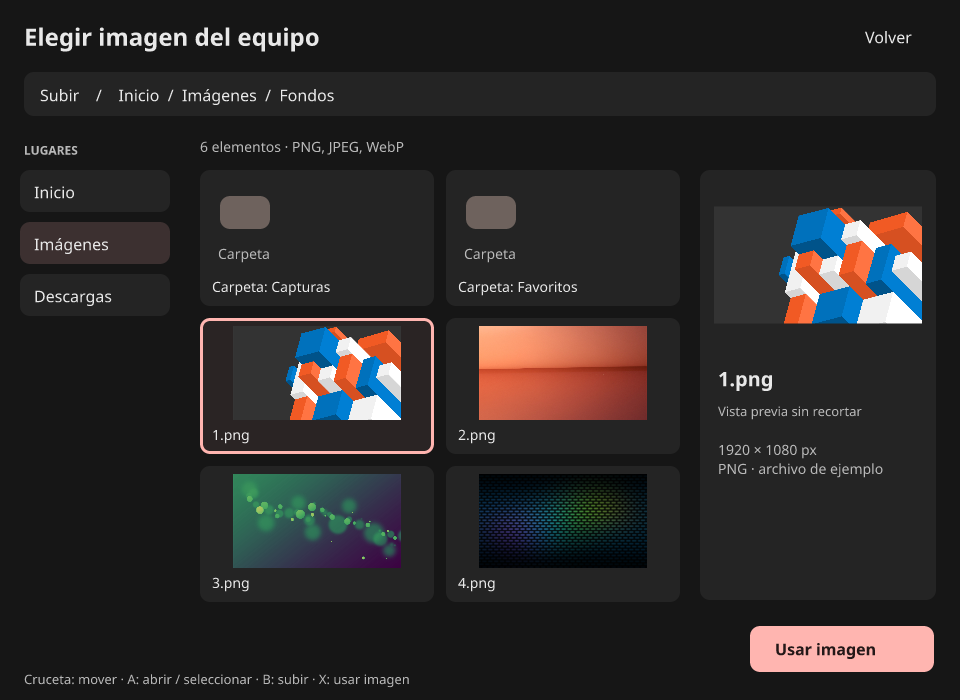 Elegir imagen del equipo
Volver
Subir / Inicio / Imágenes / Fondos
LUGARES
6 elementos · PNG, JPEG, WebP
Inicio
Imágenes
Descargas
Carpeta
Carpeta: Capturas
Carpeta
Carpeta: Favoritos
1.png
2.png
3.png
4.png
1.png
Vista previa sin recortar
1920 × 1080 px
PNG · archivo de ejemplo
Usar imagen
Cruceta: mover · A: abrir / seleccionar · B: subir · X: usar imagen